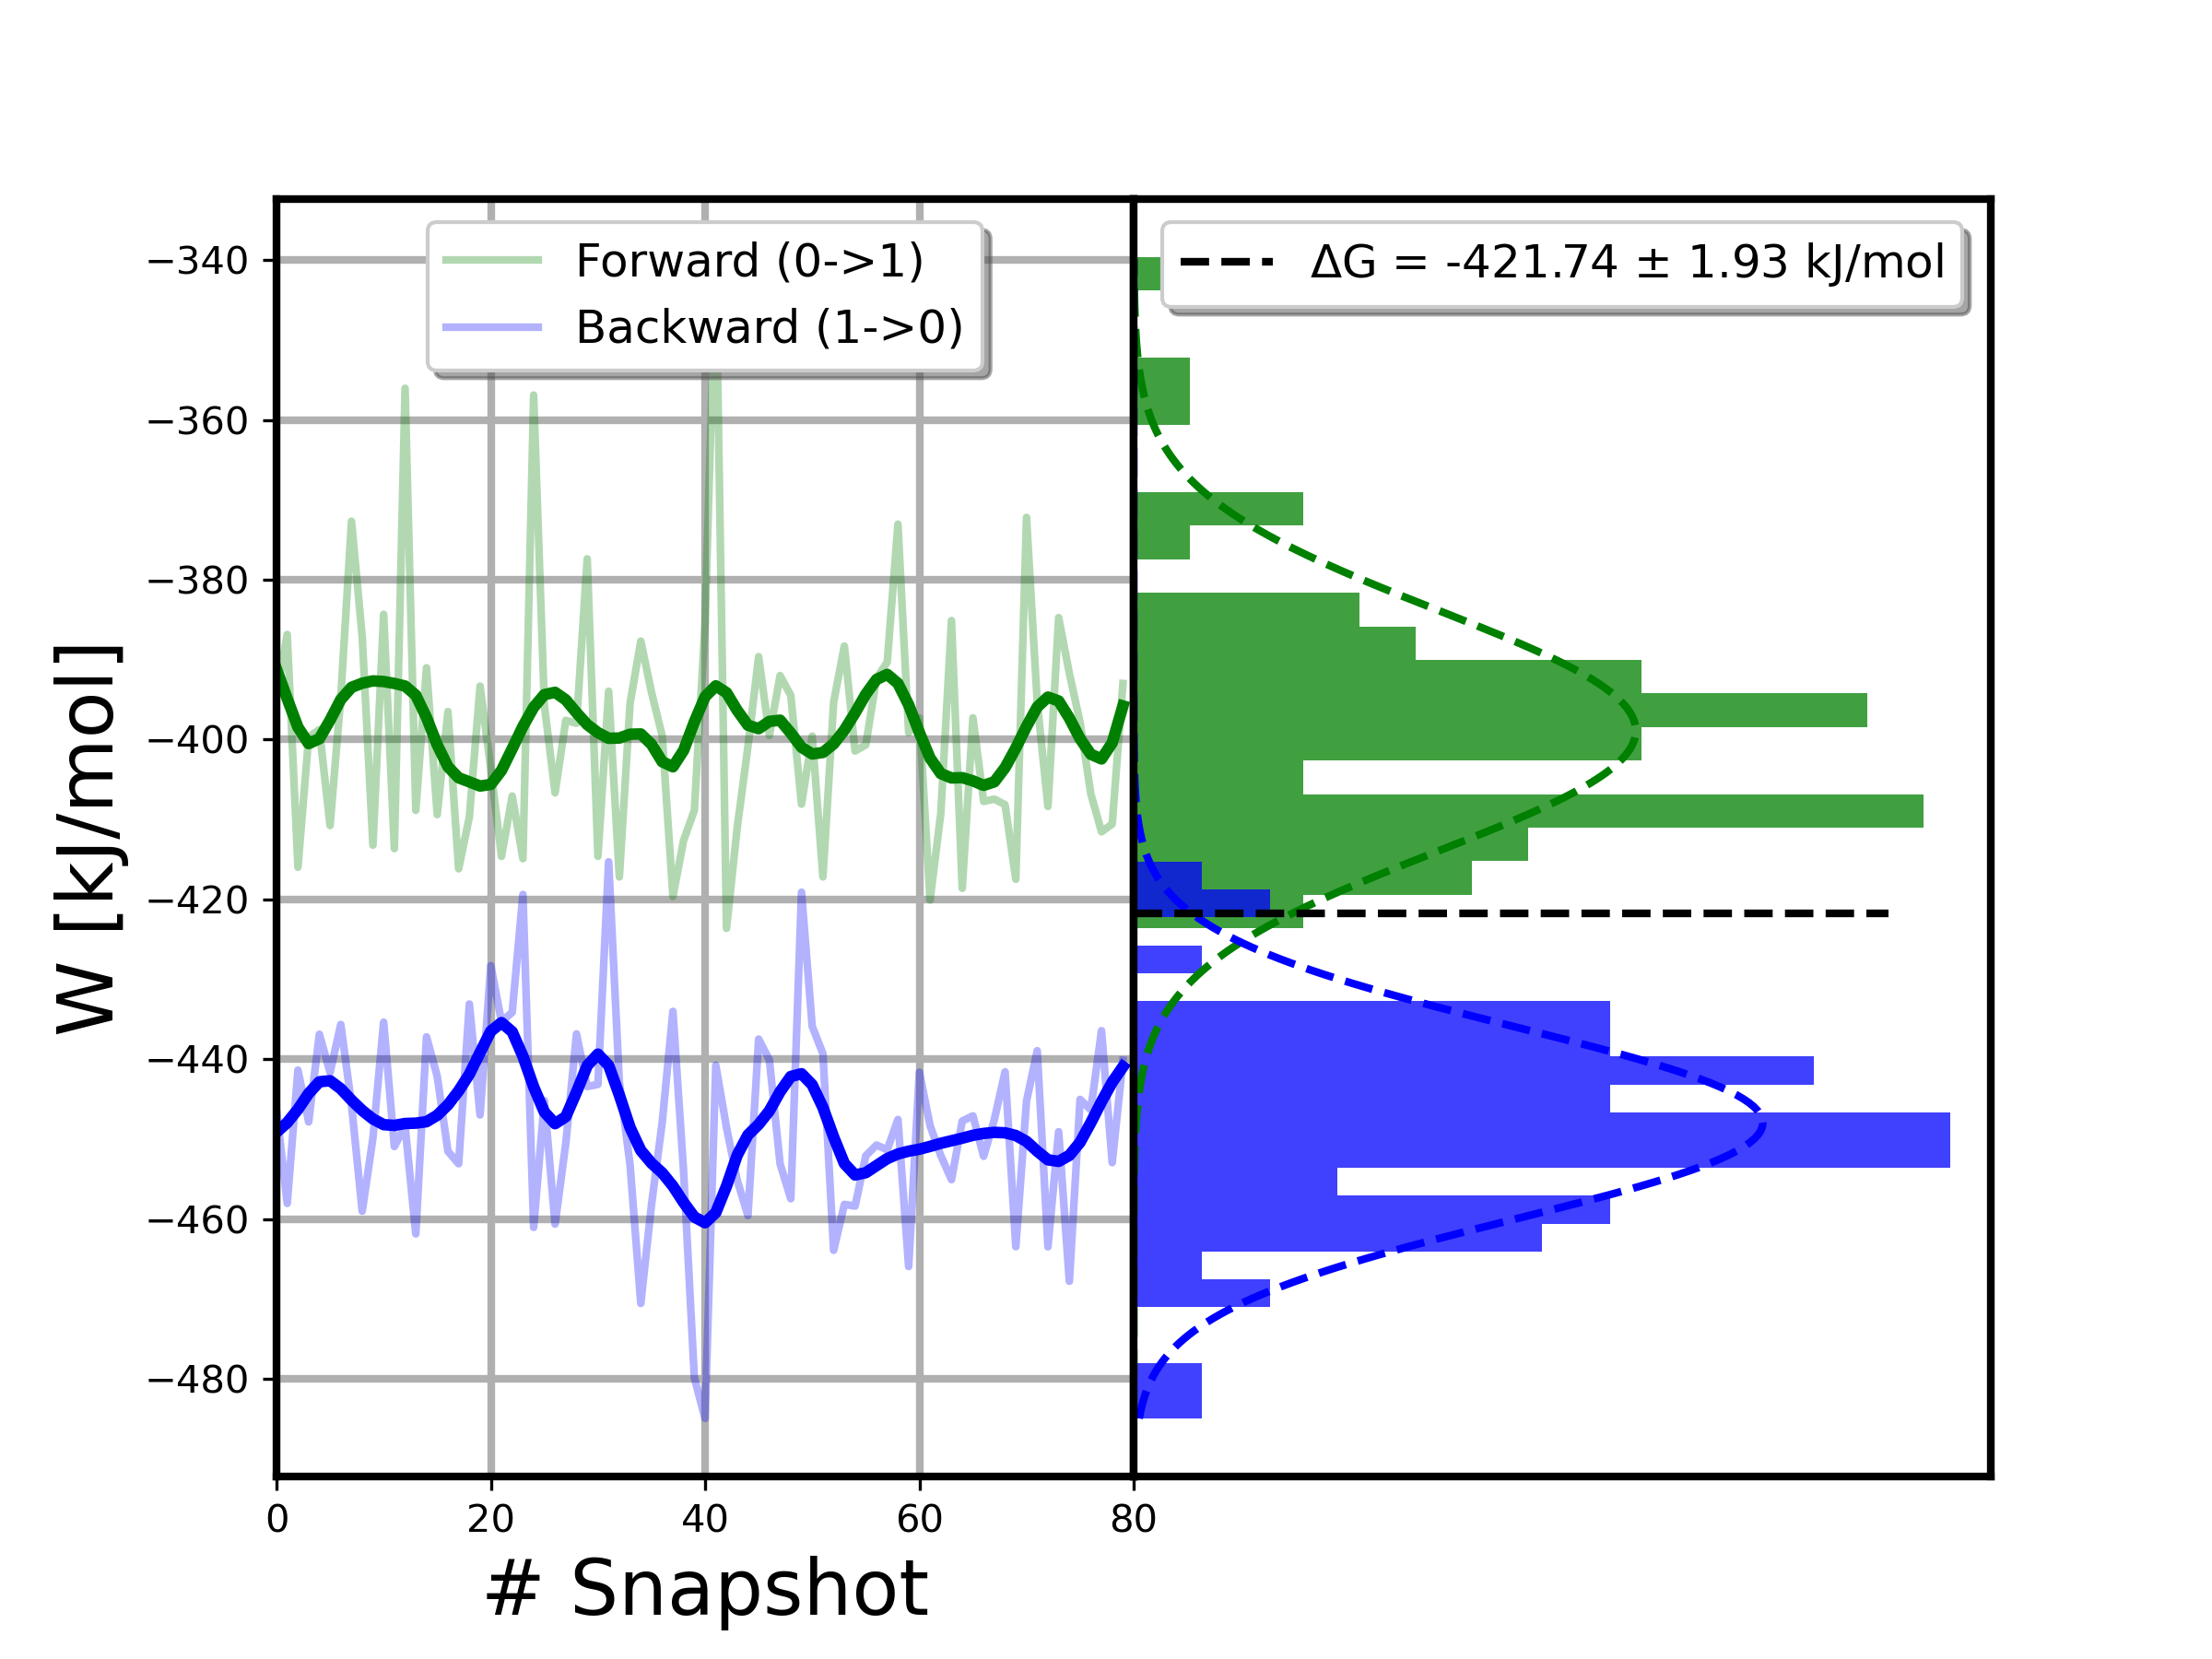 Forward (0->1)
Backward (1->0)
ΔG = -421.74 ± 1.93 kJ/mol
W [kJ/mol]
−340
−360
−380
−400
−420
−440
−460
−480
0 20 40 60 80
# Snapshot